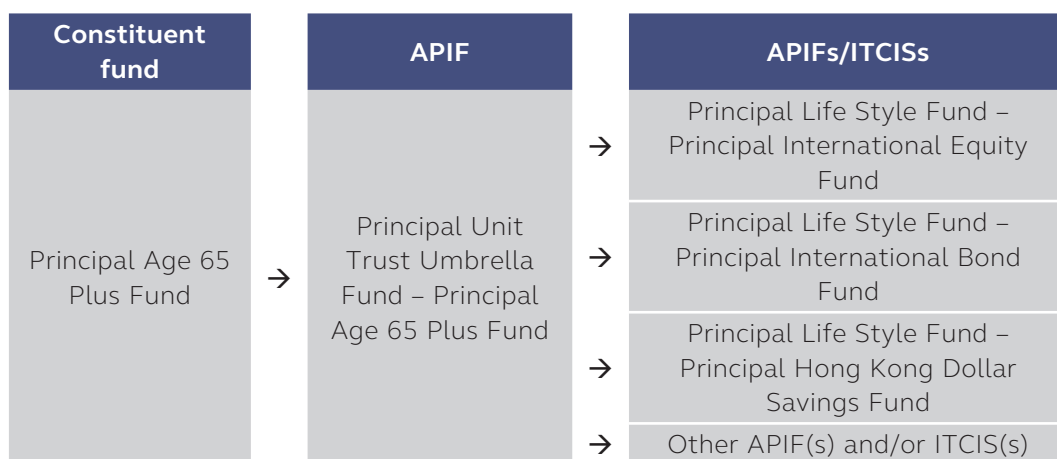 Constituent
fund
APIF
APIFs/ITCISs
Principal Age 65
Plus Fund
→
Principal Unit
Trust Umbrella
Fund – Principal
Age 65 Plus Fund
→
Principal Life Style Fund –
Principal International Equity
Fund
→
Principal Life Style Fund –
Principal International Bond
Fund
→
Principal Life Style Fund –
Principal Hong Kong Dollar
Savings Fund
→
Other APIF(s) and/or ITCIS(s)